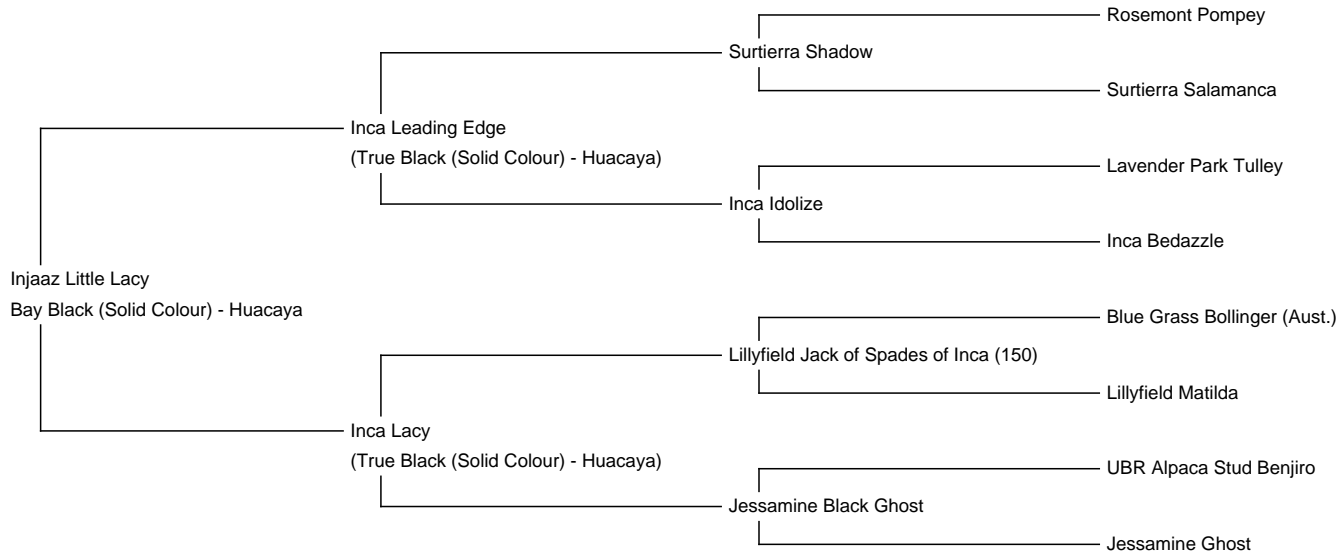 Rosemont Pompey
Surtierra Shadow
Surtierra Salamanca
Inca Leading Edge
(True Black (Solid Colour) - Huacaya)
Lavender Park Tulley
Inca Idolize
Inca Bedazzle
Injaaz Little Lacy
Bay Black (Solid Colour) - Huacaya
Blue Grass Bollinger (Aust.)
Lillyfield Jack of Spades of Inca (150)
Lillyfield Matilda
Inca Lacy
(True Black (Solid Colour) - Huacaya)
UBR Alpaca Stud Benjiro
Jessamine Black Ghost
Jessamine Ghost